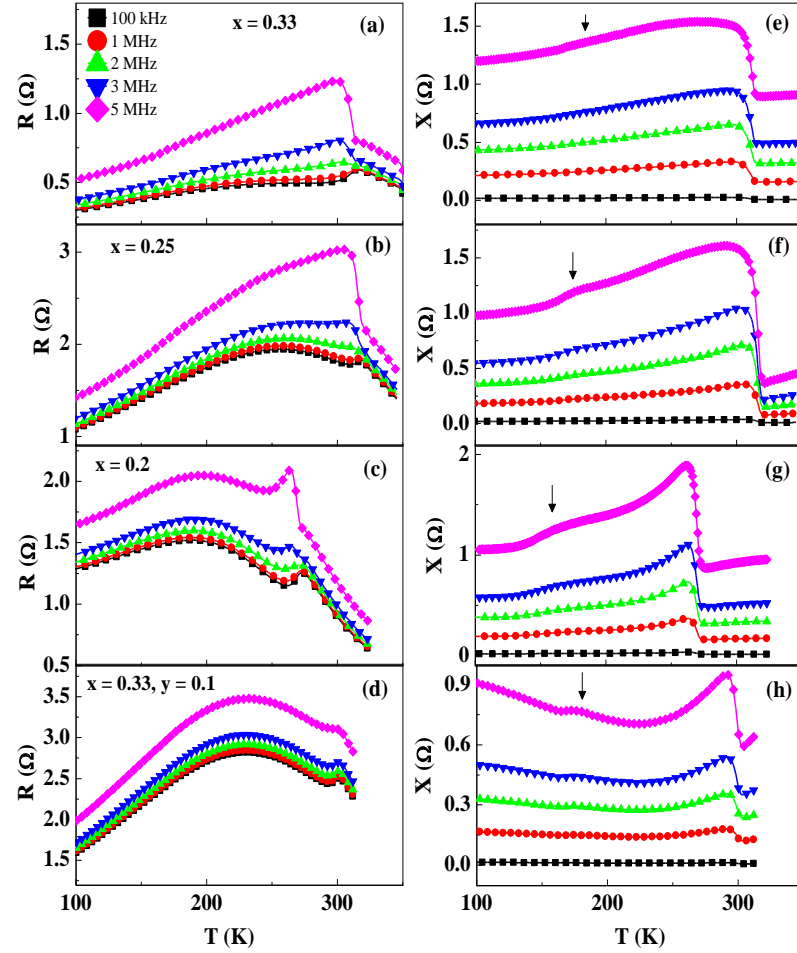 x = 0.33
(a)
100 kHz
1 MHz
2 MHz
3 MHz
5 MHz
R (Ω)
1.5
1.0
0.5
(e)
X (Ω)
1.5
1.0
0.5
0.0
x = 0.25
(b)
R (Ω)
3
2
1
(f)
X (Ω)
1.5
1.0
0.5
0.0
x = 0.2
(c)
R (Ω)
2.0
1.5
1.0
0.5
(g)
X (Ω)
2
1
0
x = 0.33, y = 0.1
(d)
R (Ω)
3.5
3.0
2.5
2.0
1.5
100
200
300
T (K)
(h)
X (Ω)
0.9
0.6
0.3
0.0
100
200
300
T (K)